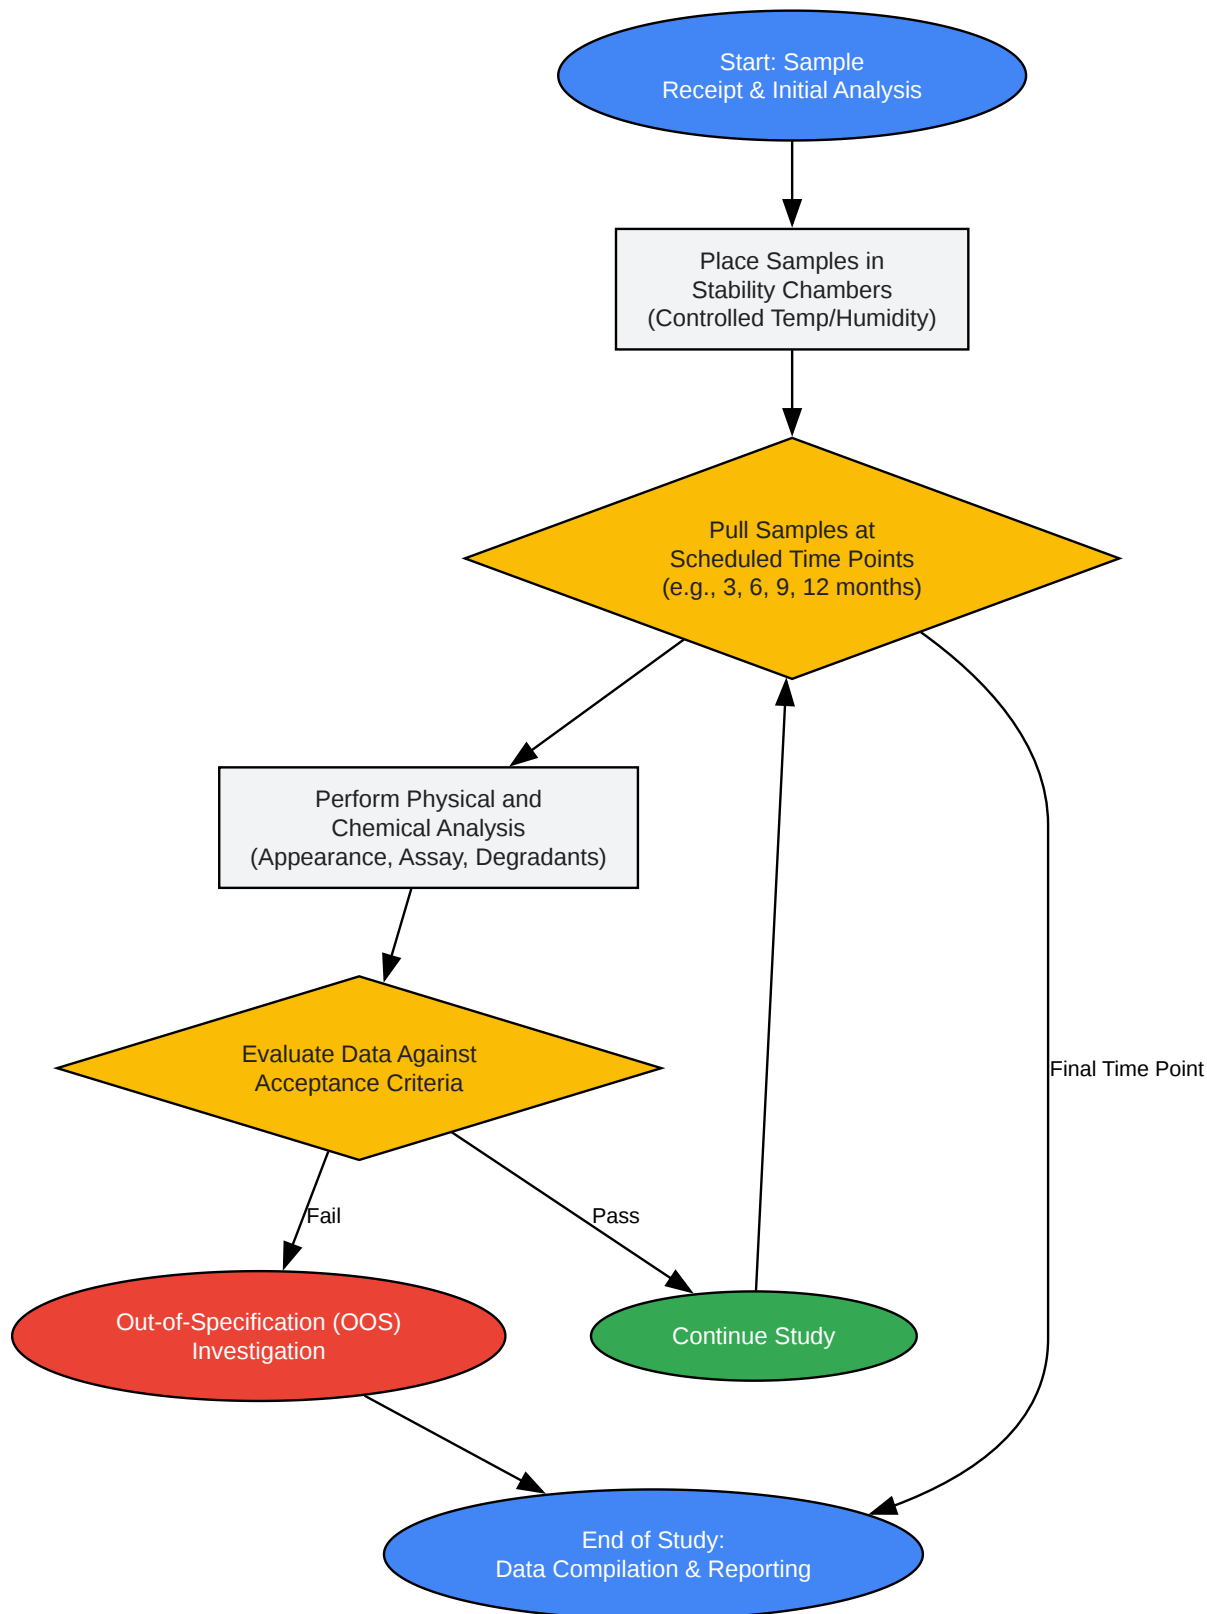 Start: Sample
Receipt & Initial Analysis
Place Samples in
Stability Chambers
(Controlled Temp/Humidity)
Pull Samples at
Scheduled Time Points
(e.g., 3, 6, 9, 12 months)
Perform Physical and
Chemical Analysis
(Appearance, Assay, Degradants)
Evaluate Data Against
Acceptance Criteria
Final Time Point
Fail
Pass
Out-of-Specification (OOS)
Investigation
Continue Study
End of Study:
Data Compilation & Reporting